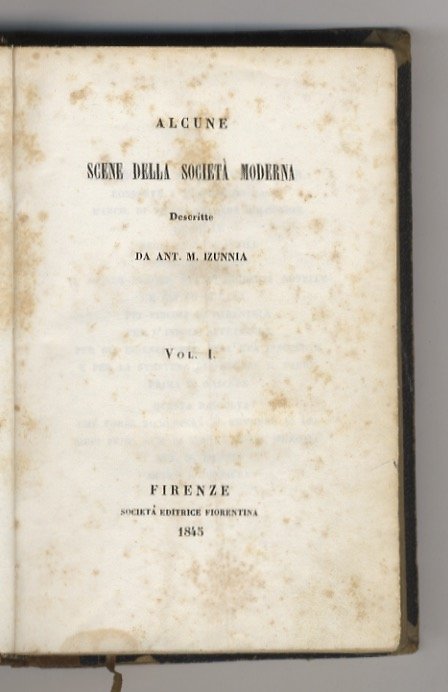 ALCUNE
SCENE DELLA SOCIETÀ MODERNA
Descritte
DA ANT. M. IZUNNIA
VOL. I.
FIRENZE
SOCIETÀ EDITRICE FIORENTINA
1845